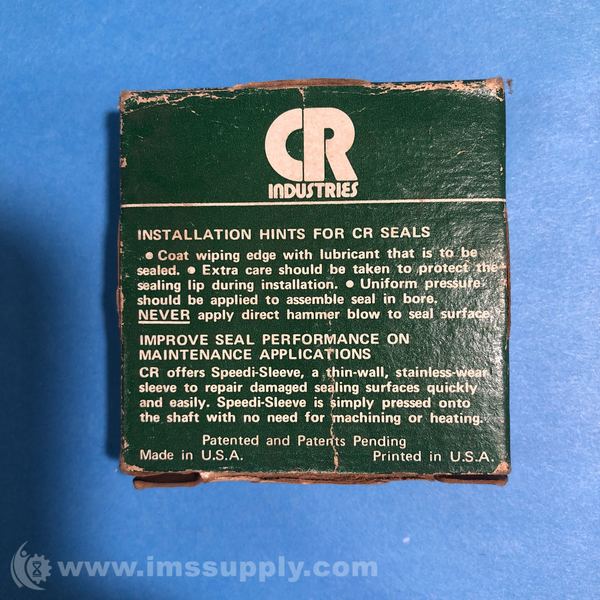 CR
INDUSTRIES
INSTALLATION HINTS FOR CR SEALS
• Coat wiping edge with lubricant that is to be
sealed. • Extra care should be taken to protect the
sealing lip during installation. • Uniform pressure
should be applied to assemble seal in bore.
NEVER apply direct hammer blow to seal surface.
IMPROVE SEAL PERFORMANCE ON
MAINTENANCE APPLICATIONS
CR offers Speedi-Sleeve, a thin-wall, stainless-wear
sleeve to repair damaged sealing surfaces quickly
and easily. Speedi-Sleeve is simply pressed onto
the shaft with no need for machining or heating.
Patented and Patents Pending
Made in U.S.A. Printed in U.S.A.
www.imssupply.com